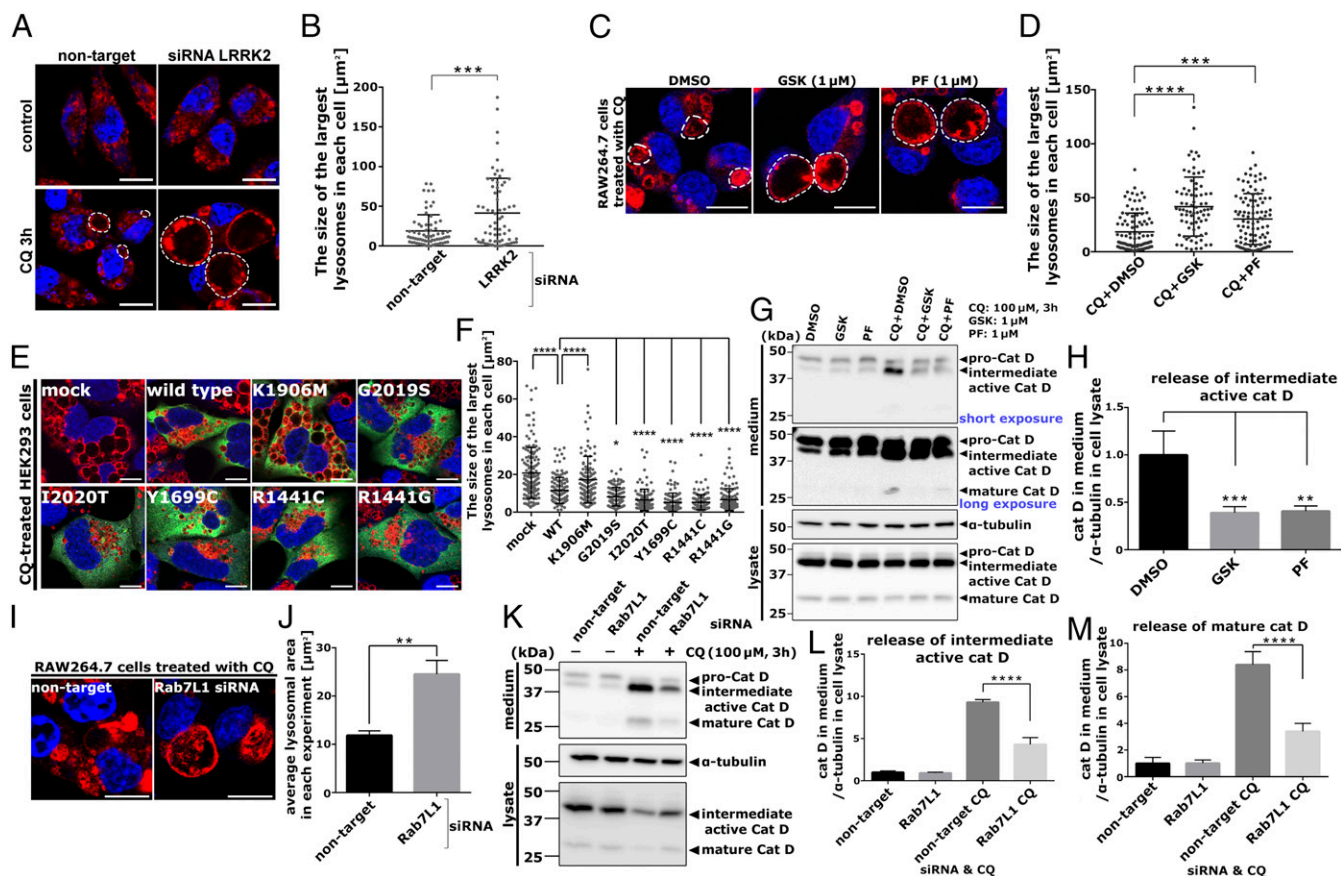 A
non-target
siRNA LRRK2
control
CQ 3h
B
The size of the largest
lysosomes in each cell [μm²]
200
150
100
50
0
***
non-target
LRRK2
siRNA
C
RAW264.7 cells
treated with CQ
DMSO
GSK (1 μM)
PF (1 μM)
D
The size of the largest
lysosomes in each cell [μm²]
150
100
50
0
***
****
CQ+DMSO
CQ+GSK
CQ+PF
E
CQ-treated HEK293 cells
mock
wild type
K1906M
G2019S
I2020T
Y1699C
R1441C
R1441G
F
The size of the largest
lysosomes in each cell [μm²]
80
60
40
20
0
****
****
*
****
****
****
****
mock
WT
K1906M
G2019S
I2020T
Y1699C
R1441C
R1441G
G
DMSO
GSK
PF
CQ+DMSO
CQ+GSK
CQ+PF
CQ: 100 μM, 3h
GSK: 1 μM
PF: 1 μM
(kDa)
medium
50
37
25
pro-Cat D
intermediate
active Cat D
short exposure
50
37
25
pro-Cat D
intermediate
active Cat D
mature Cat D
long exposure
lysate
50
α-tubulin
50
37
25
pro-Cat D
intermediate
active Cat D
mature Cat D
H
release of intermediate
active cat D
cat D in medium
/α-tubulin in cell lysate
1.5
1.0
0.5
0.0
***
**
DMSO
GSK
PF
I
RAW264.7 cells treated with CQ
non-target
Rab7L1 siRNA
J
average lysosomal area
in each experiment [μm²]
30
20
10
0
**
non-target
Rab7L1
siRNA
K
non-target
Rab7L1
non-target
Rab7L1
siRNA
− − + + CQ (100 μM, 3h)
(kDa)
medium
50
37
25
pro-Cat D
intermediate
active Cat D
mature Cat D
lysate
50
α-tubulin
50
37
25
intermediate
active Cat D
mature Cat D
L
release of intermediate
active cat D
cat D in medium
/α-tubulin in cell lysate
15
10
5
0
****
non-target
Rab7L1
non-target CQ
Rab7L1 CQ
siRNA & CQ
M
release of mature cat D
cat D in medium
/α-tubulin in cell lysate
10
8
6
4
2
0
****
non-target
Rab7L1
non-target CQ
Rab7L1 CQ
siRNA & CQ